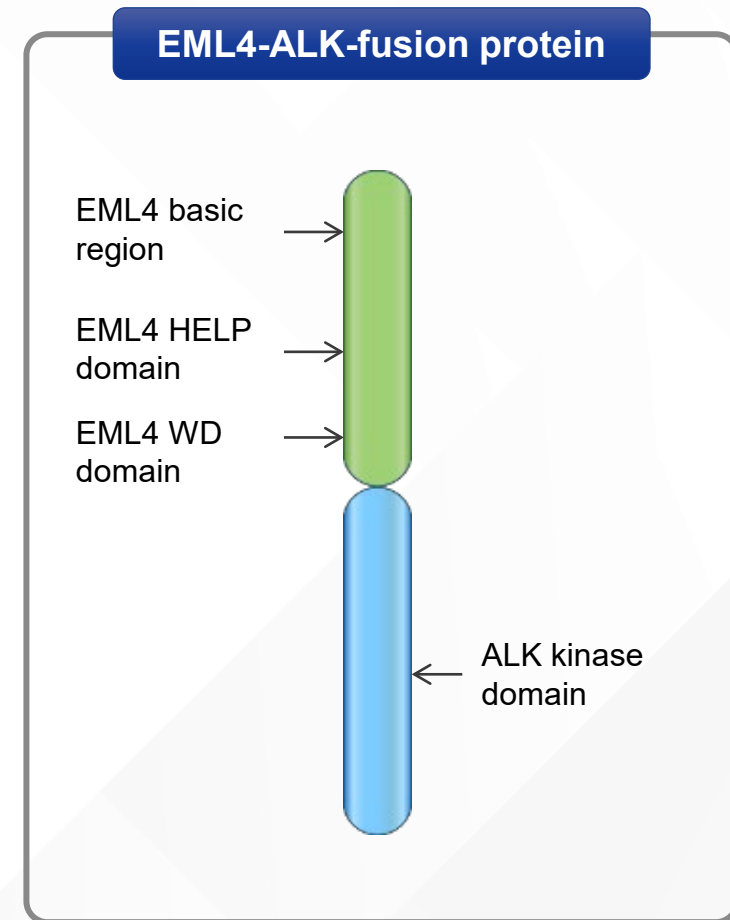 EML4-ALK-fusion protein
EML4 basic
region
EML4 HELP
domain
EML4 WD
domain
ALK kinase
domain